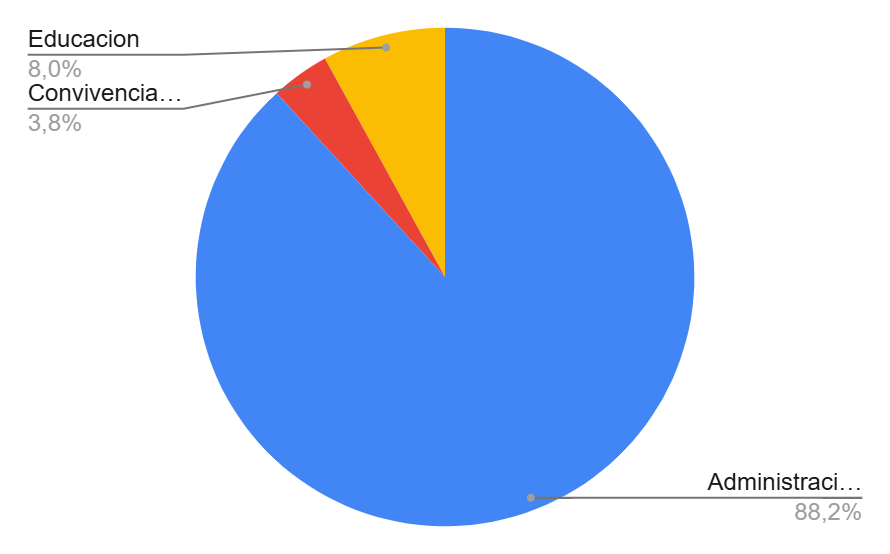 Educacion
8,0%
Convivencia…
3,8%
Administraci…
88,2%